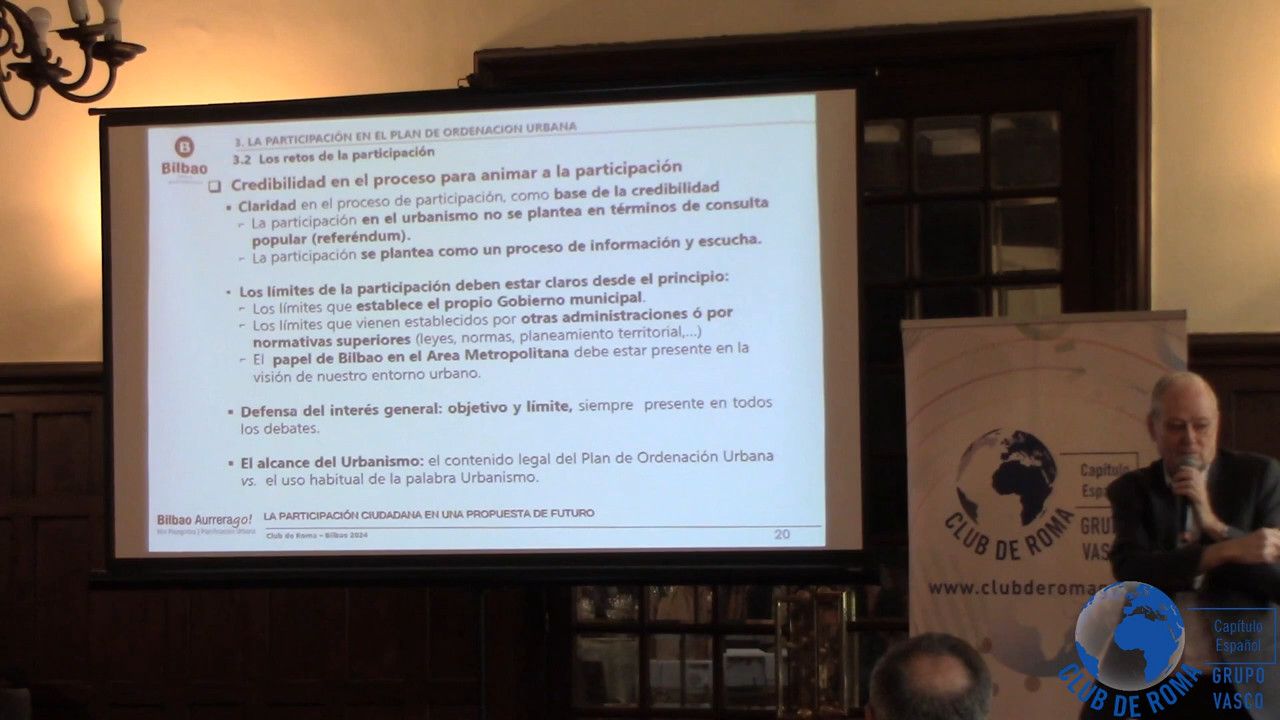 Bilbao
3. LA PARTICIPACIÓN EN EL PLAN DE ORDENACION URBANA
3.2 Los retos de la participación
Credibilidad en el proceso para animar a la participación
Claridad en el proceso de participación, como base de la credibilidad
La participación en el urbanismo no se plantea en términos de consulta
popular (referéndum).
La participación se plantea como un proceso de información y escucha.
Los límites de la participación deben estar claros desde el principio:
Los límites que establece el propio Gobierno municipal.
Los límites que vienen establecidos por otras administraciones ó por
normativas superiores (leyes, normas, planeamiento territorial,...)
El papel de Bilbao en el Area Metropolitana debe estar presente en la
visión de nuestro entorno urbano.
Defensa del interés general: objetivo y límite, siempre presente en todos
los debates.
El alcance del Urbanismo: el contenido legal del Plan de Ordenación Urbana
vs. el uso habitual de la palabra Urbanismo.
Bilbao Aurrerago!
LA PARTICIPACIÓN CIUDADANA EN UNA PROPUESTA DE FUTURO
Club de Roma – Bilbao 2024
20
CLUB DE ROMA
Capítulo
Espa
GRU
VAS
www.clubderoma
CLUB DE ROMA
Capítulo
Español
GRUPO
VASCO